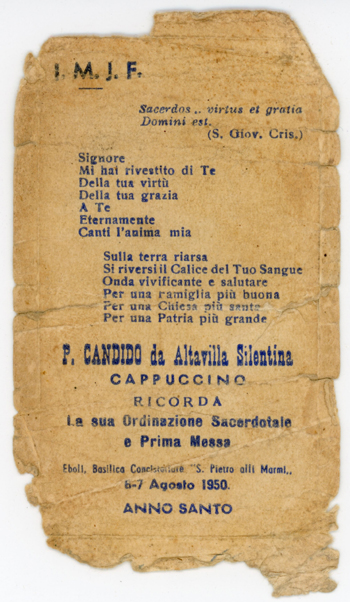 I. M. J. F.
Sacerdos .. virtus et gratia
Domini est.
(S. Giov. Cris.)
Signore
Mi hai rivestito di Te
Della tua virtù
Della tua grazia
A Te
Eternamente
Canti l'anima mia
Sulla terra riarsa
Si riversi il Calice del Tuo Sangue
Onda vivificante e salutare
Per una famiglia più buona
Per una Chiesa più santa
Per una Patria più grande
P. CANDIDO da Altavilla Silentina
CAPPUCCINO
RICORDA
La sua Ordinazione Sacerdotale
e Prima Messa
Eboli, Basilica "S. Pietro alli Marmi,,
6-7 Agosto 1950.
ANNO SANTO